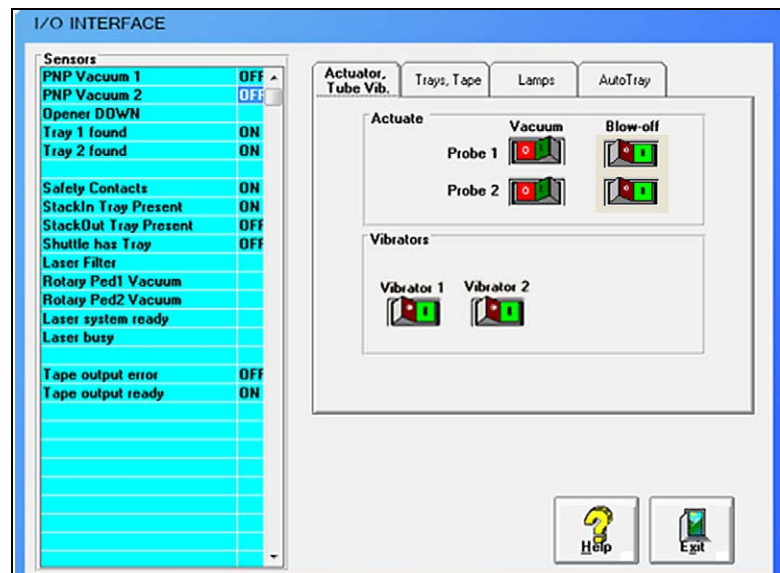 I/O INTERFACE
Sensors
PNP Vacuum 1 OFF
PNP Vacuum 2 OFF
Opener DOWN
Tray 1 found ON
Tray 2 found ON
Safety Contacts ON
StackIn Tray Present ON
StackOut Tray Present OFF
Shuttle has Tray OFF
Laser Filter
Rotary Ped1 Vacuum
Rotary Ped2 Vacuum
Laser system ready
Laser busy
Tape output error OFF
Tape output ready ON
Actuator,
Tube Vib.
Trays, Tape
Lamps
AutoTray
Actuate
Vacuum Blow-off
Probe 1
Probe 2
Vibrators
Vibrator 1 Vibrator 2
Help
Exit